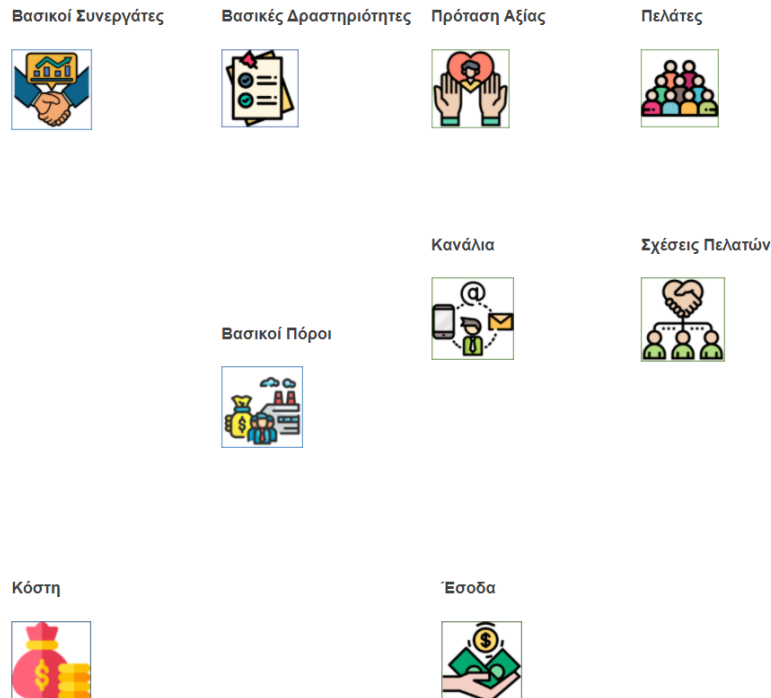 Βασικοί Συνεργάτες
Βασικές Δραστηριότητες
Πρόταση Αξίας
Πελάτες
Κανάλια
Σχέσεις Πελατών
@
Βασικοί Πόροι
$
Κόστη
Έσοδα
$
$